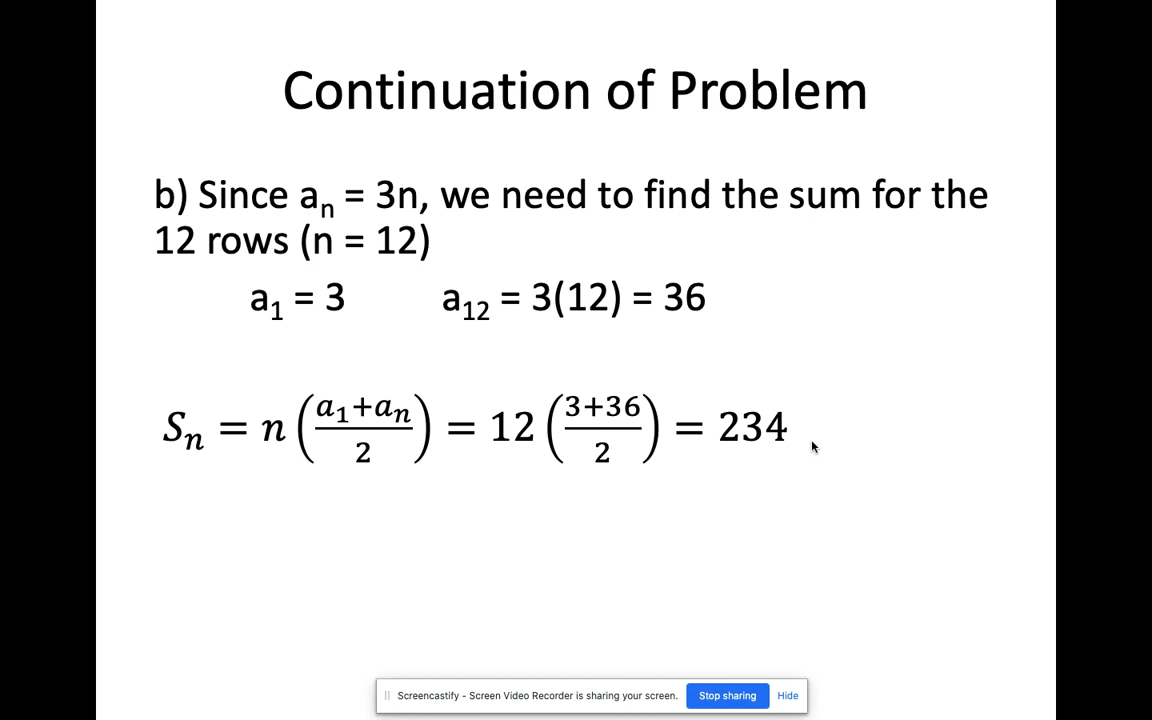 Continuation of Problem
b) Since aₙ = 3n, we need to find the sum for the
12 rows (n = 12)
a₁ = 3 a₁₂ = 3(12) = 36
Sₙ = n((a₁+aₙ)/2) = 12((3+36)/2) = 234
Screencastify - Screen Video Recorder is sharing your screen. Stop sharing Hide